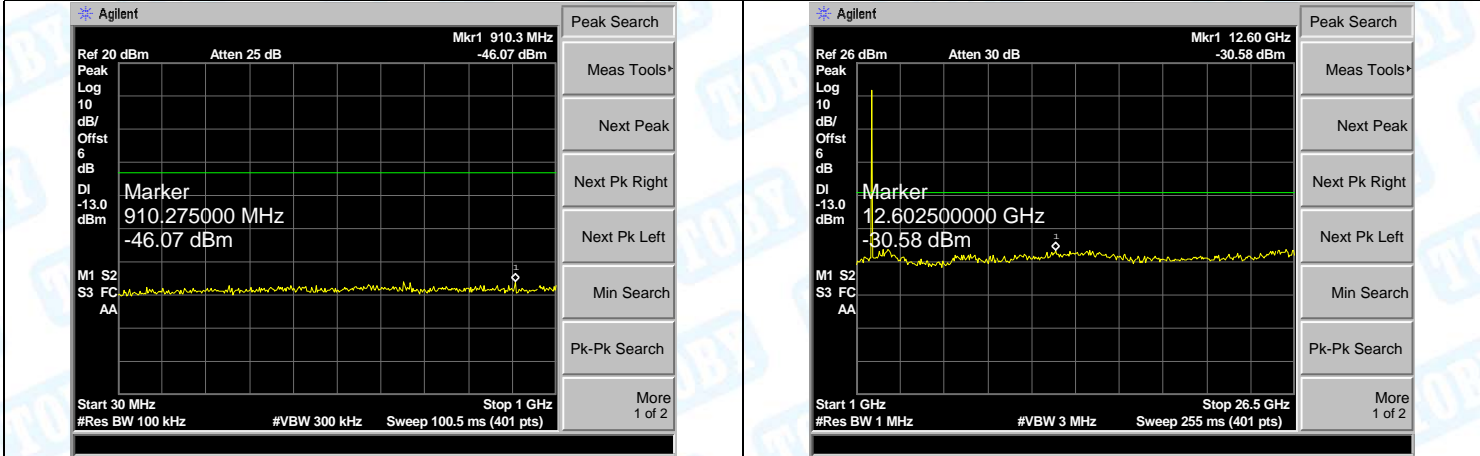 Agilent
Peak Search
Mkr1 910.3 MHz
Ref 20 dBm Atten 25 dB -46.07 dBm
Peak
Log
10
dB/
Offst
6
dB
DI
-13.0
dBm
Marker
910.275000 MHz
-46.07 dBm
1
M1 S2
S3 FC
AA
Start 30 MHz Stop 1 GHz
#Res BW 100 kHz #VBW 300 kHz Sweep 100.5 ms (401 pts)
Meas Tools
Next Peak
Next Pk Right
Next Pk Left
Min Search
Pk-Pk Search
More
1 of 2
Agilent
Peak Search
Mkr1 12.60 GHz
Ref 26 dBm Atten 30 dB -30.58 dBm
Peak
Log
10
dB/
Offst
6
dB
DI
-13.0
dBm
Marker
12.602500000 GHz
-30.58 dBm
1
M1 S2
S3 FC
AA
Start 1 GHz Stop 26.5 GHz
#Res BW 1 MHz #VBW 3 MHz Sweep 255 ms (401 pts)
Meas Tools
Next Peak
Next Pk Right
Next Pk Left
Min Search
Pk-Pk Search
More
1 of 2
TOBY